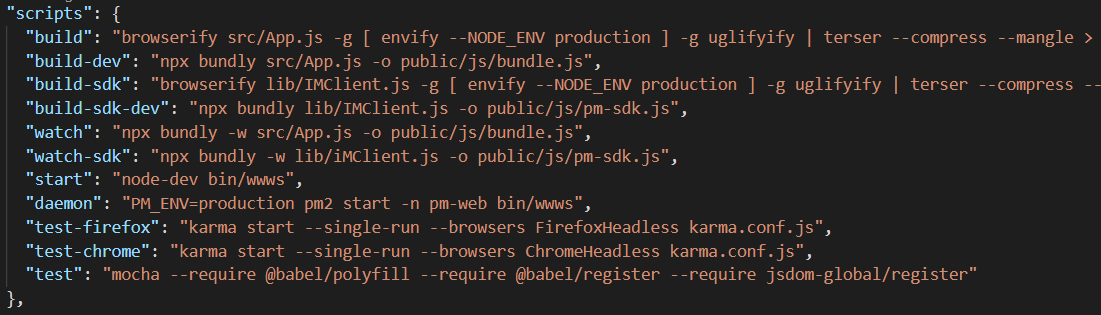 "scripts": {
"build": "browserify src/App.js -g [ envify --NODE_ENV production ] -g uglifyify | terser --compress --mangle >
"build-dev": "npx bundly src/App.js -o public/js/bundle.js",
"build-sdk": "browserify lib/IMClient.js -g [ envify --NODE_ENV production ] -g uglifyify | terser --compress --
"build-sdk-dev": "npx bundly lib/IMClient.js -o public/js/pm-sdk.js",
"watch": "npx bundly -w src/App.js -o public/js/bundle.js",
"watch-sdk": "npx bundly -w lib/iMClient.js -o public/js/pm-sdk.js",
"start": "node-dev bin/wwws",
"daemon": "PM_ENV=production pm2 start -n pm-web bin/wwws",
"test-firefox": "karma start --single-run --browsers FirefoxHeadless karma.conf.js",
"test-chrome": "karma start --single-run --browsers ChromeHeadless karma.conf.js",
"test": "mocha --require @babel/polyfill --require @babel/register --require jsdom-global/register"
},